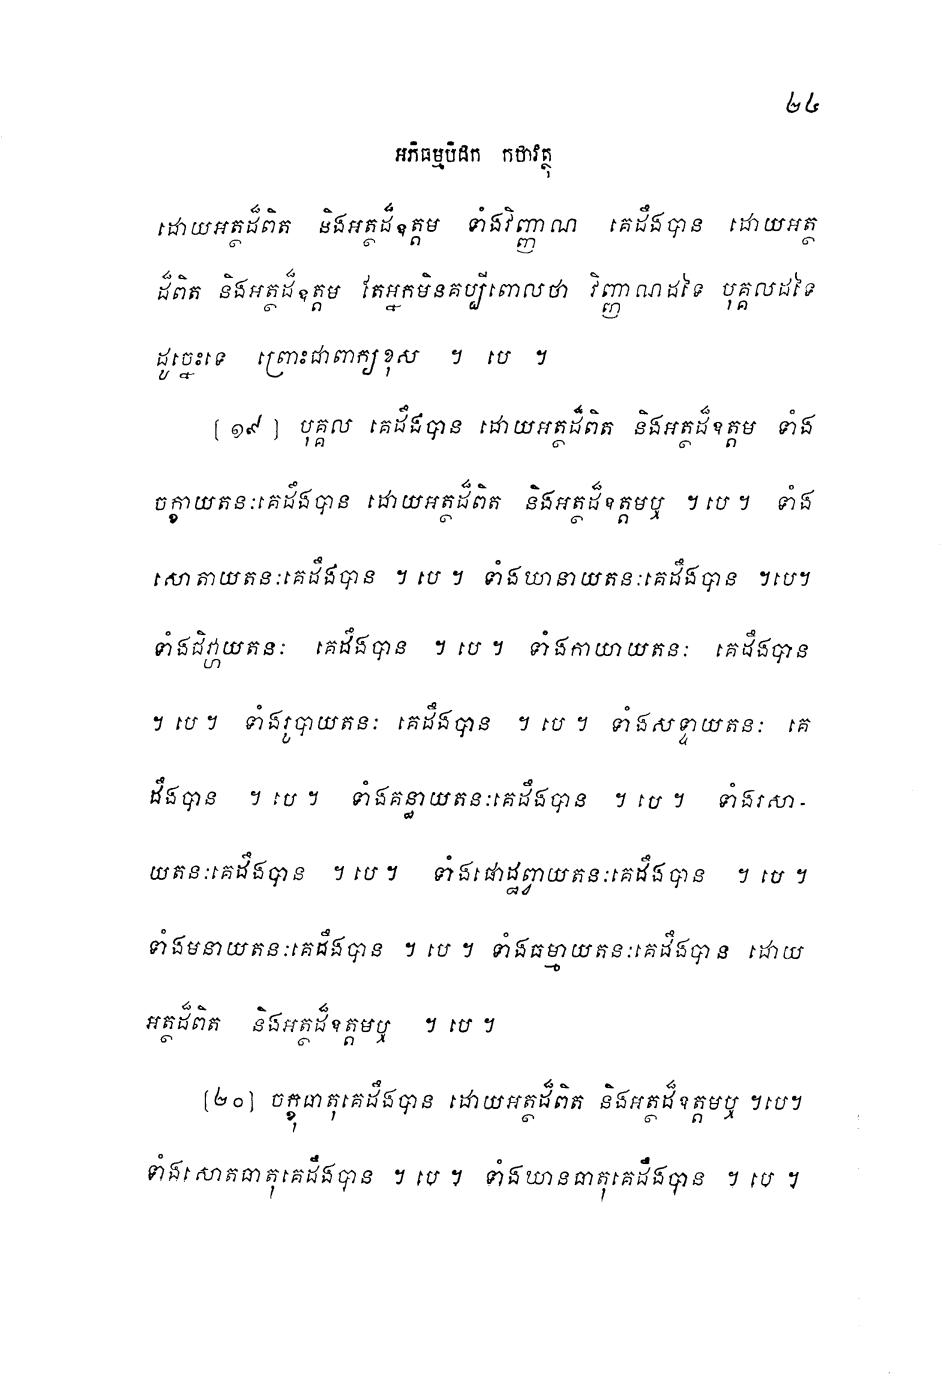 ២៤
អភិធម្មបិដក កថាវត្ថុ
ដោយអត្ថដ៏ពិត និងអត្ថដ៏ឧត្តម ទាំងវិញ្ញាណ គេដឹងបាន ដោយអត្ថ
ដ៏ពិត និងអត្ថដ៏ឧត្តម តែអ្នកមិនគប្បីពោលថា វិញ្ញាណដទៃ បុគ្គលដទៃ
ដូច្នេះទេ ព្រោះជាពាក្យខុស ។ បេ ។
[១៩] បុគ្គល គេដឹងបាន ដោយអត្ថដ៏ពិត និងអត្ថដ៏ឧត្តម ទាំង
ចក្ខាយតនៈគេដឹងបាន ដោយអត្ថដ៏ពិត និងអត្ថដ៏ឧត្តមឬ ។ បេ ។ ទាំង
សោតាយតនៈគេដឹងបាន ។ បេ ។ ទាំងឃានាយតនៈគេដឹងបាន ។បេ។
ទាំងជិវ្ហាយតនៈ គេដឹងបាន ។ បេ ។ ទាំងកាយាយតនៈ គេដឹងបាន
។ បេ ។ ទាំងរូបាយតនៈ គេដឹងបាន ។ បេ ។ ទាំងសទ្ទាយតនៈ គេ
ដឹងបាន ។ បេ ។ ទាំងគន្ធាយតនៈគេដឹងបាន ។ បេ ។ ទាំងរសា-
យតនៈគេដឹងបាន ។ បេ ។ ទាំងផោដ្ឋព្វាយតនៈគេដឹងបាន ។ បេ ។
ទាំងមនាយតនៈគេដឹងបាន ។ បេ ។ ទាំងធម្មាយតនៈគេដឹងបាន ដោយ
អត្ថដ៏ពិត និងអត្ថដ៏ឧត្តមឬ ។ បេ ។
[២០] ចក្ខុធាតុគេដឹងបាន ដោយអត្ថដ៏ពិត និងអត្ថដ៏ឧត្តមឬ ។បេ។
ទាំងសោតធាតុគេដឹងបាន ។ បេ ។ ទាំងឃានធាតុគេដឹងបាន ។ បេ ។